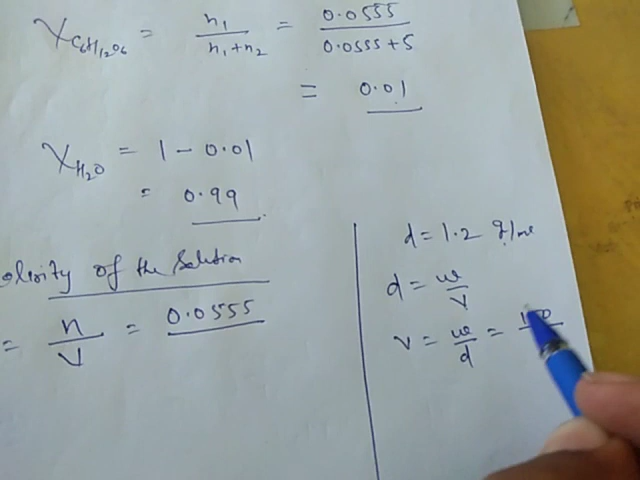 X C6H12O6 = n1 / n1+n2 = 0.0555 / 0.0555+5
= 0.01
X H2O = 1 - 0.01
= 0.99
olarity of the Solution
= n / V = 0.0555
d = 1.2 g/ml
d = w / V
V = w / d = 100